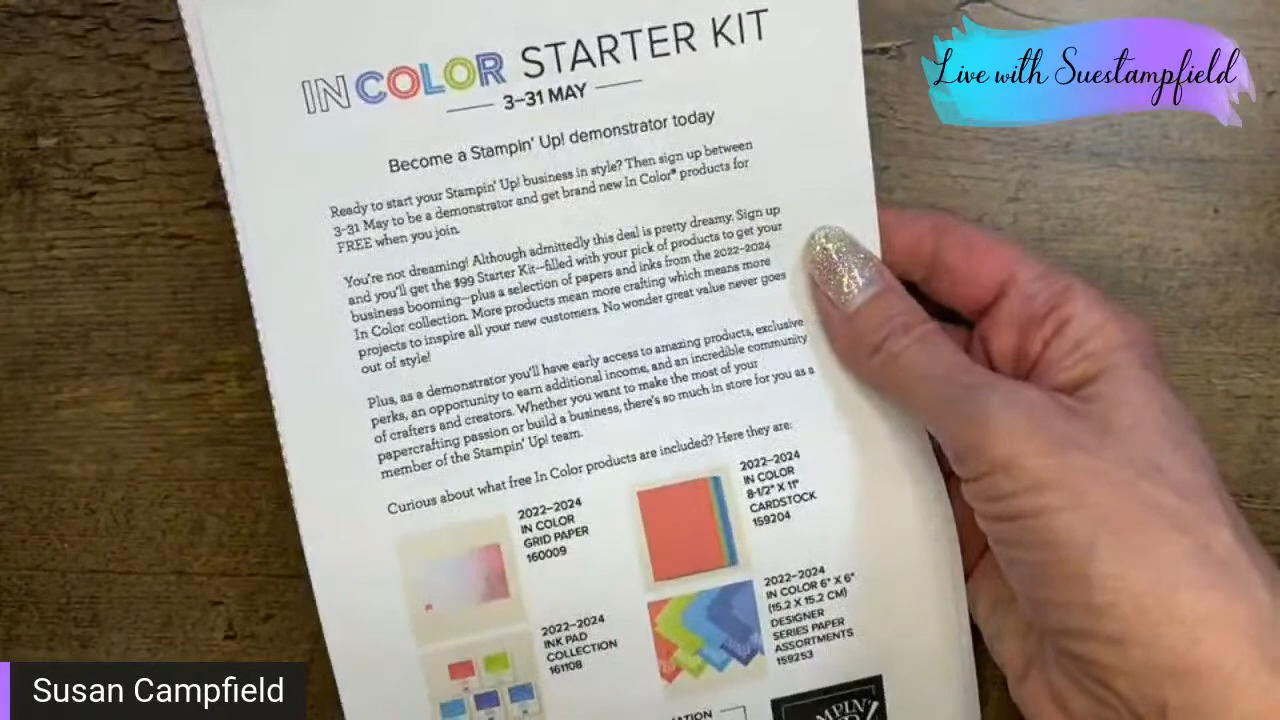 Live with Suestampfield
IN COLOR STARTER KIT
3–31 MAY
Become a Stampin' Up! demonstrator today
Ready to start your Stampin' Up! business in style? Then sign up between
3-31 May to be a demonstrator and get brand new In Color® products for
FREE when you join.
You're not dreaming! Although admittedly this deal is pretty dreamy. Sign up
and you'll get the $99 Starter Kit—filled with your pick of products to get your
business booming—plus a selection of papers and inks from the 2022–2024
In Color collection. More products mean more crafting which means more
projects to inspire all your new customers. No wonder great value never goes
out of style!
Plus, as a demonstrator you'll have early access to amazing products, exclusive
perks, an opportunity to earn additional income, and an incredible community
of crafters and creators. Whether you want to make the most of your
papercrafting passion or build a business, there's so much in store for you as a
member of the Stampin' Up! team.
Curious about what free In Color products are included? Here they are:
2022–2024
IN COLOR
GRID PAPER
160009
2022–2024
IN COLOR
8-1/2" X 11"
CARDSTOCK
159204
2022–2024
INK PAD
COLLECTION
161108
2022–2024
IN COLOR 6" X 6"
(15.2 X 15.2 CM)
DESIGNER
SERIES PAPER
ASSORTMENTS
159253
Susan Campfield